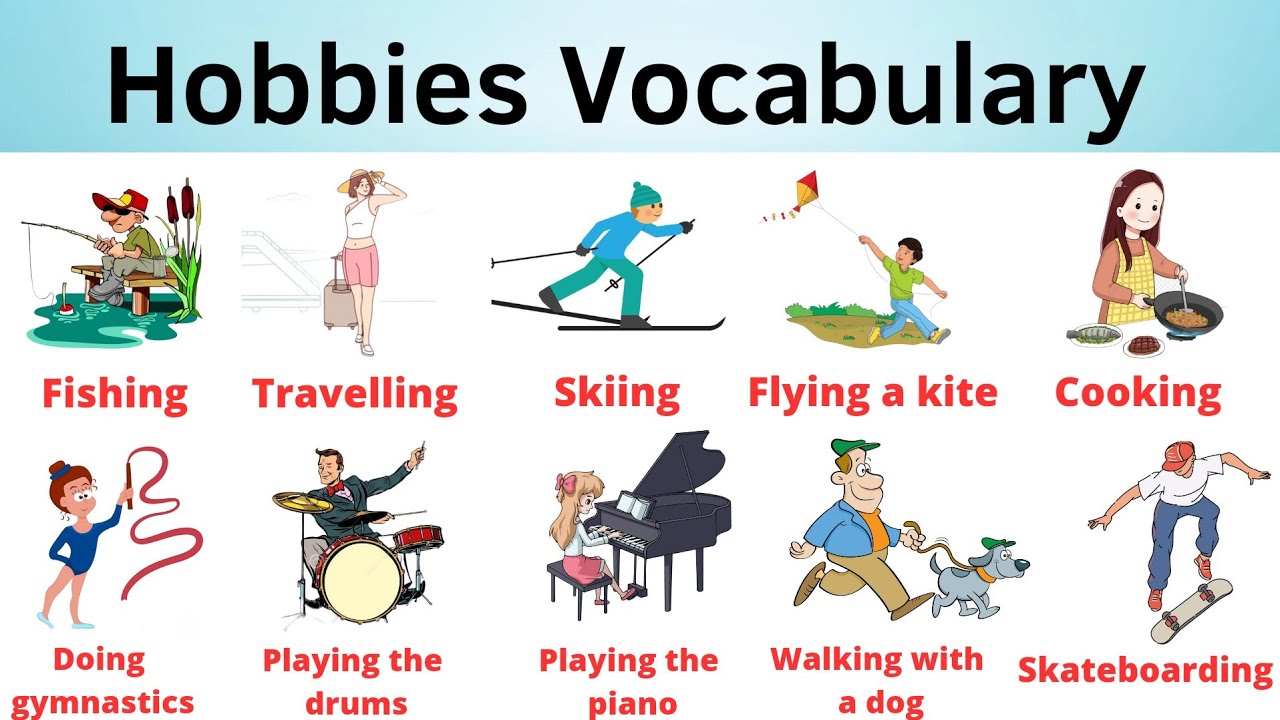 Hobbies Vocabulary
Fishing
Travelling
Skiing
Flying a kite
Cooking
Doing
gymnastics
Playing the
drums
Playing the
piano
Walking with
a dog
Skateboarding